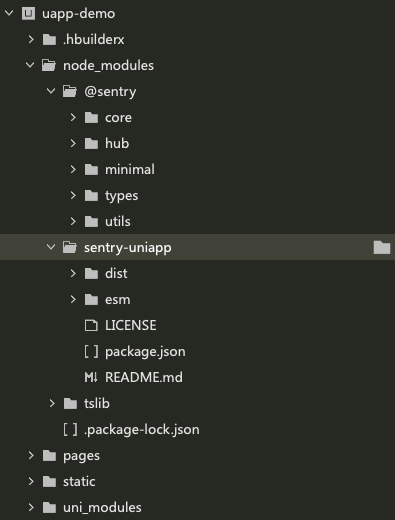 uapp-demo
.hbuilderx
node_modules
@sentry
core
hub
minimal
types
utils
sentry-uniapp
dist
esm
LICENSE
package.json
README.md
tslib
.package-lock.json
pages
static
uni_modules